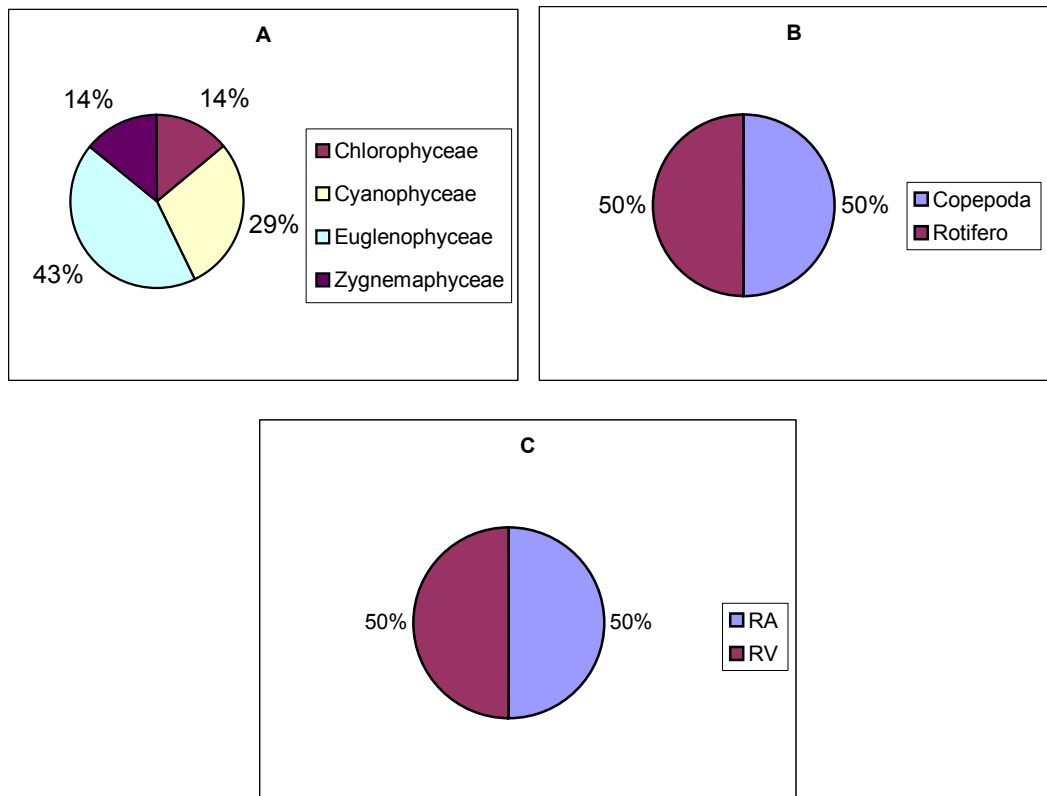 A
14%
14%
29%
43%
Chlorophyceae
Cyanophyceae
Euglenophyceae
Zygnemaphyceae
B
50%
50%
Copepoda
Rotifero
C
50%
50%
RA
RV